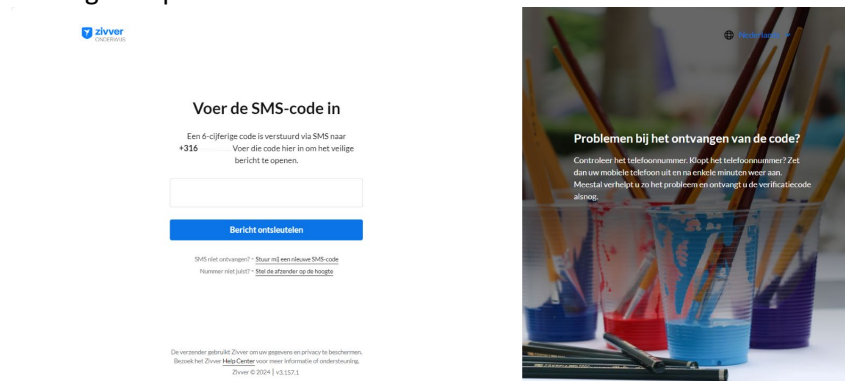 zivver
ONDERWIJS
Nederlands
Voer de SMS-code in
Een 6-cijferige code is verstuurd via SMS naar
+316 Voer die code hier in om het veilige
bericht te openen.
Bericht ontsleutelen
SMS niet ontvangen? - Stuur mij een nieuwe SMS-code
Nummer niet juist? - Stel de afzender op de hoogte
De verzender gebruikt Zivver om uw gegevens en privacy te beschermen.
Bezoek het Zivver Help Center voor meer informatie of ondersteuning.
Zivver © 2024 | v3.157.1
Problemen bij het ontvangen van de code?
Controleer het telefoonnummer. Klopt het telefoonnummer? Zet
dan uw mobiele telefoon uit en na enkele minuten weer aan.
Meestal verhelpt u zo het probleem en ontvangt u de verificatiecode
alsnog.